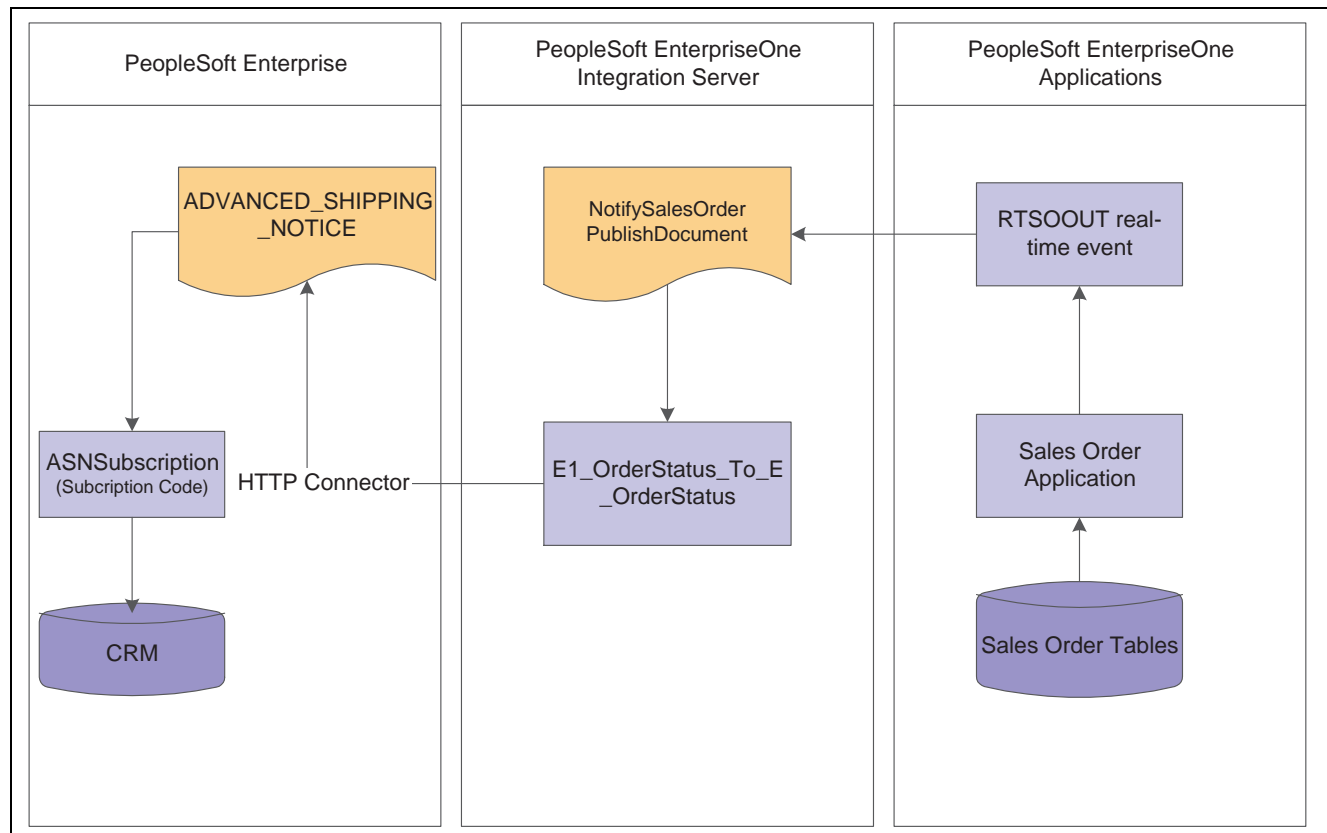 PeopleSoft Enterprise
PeopleSoft EnterpriseOne
Integration Server
PeopleSoft EnterpriseOne
Applications
ADVANCED_SHIPPING
_NOTICE
NotifySalesOrder
PublishDocument
RTSOOUT real-
time event
ASNSubscription
(Subcription Code)
HTTP Connector
E1_OrderStatus_To_E
_OrderStatus
Sales Order
Application
CRM
Sales Order Tables